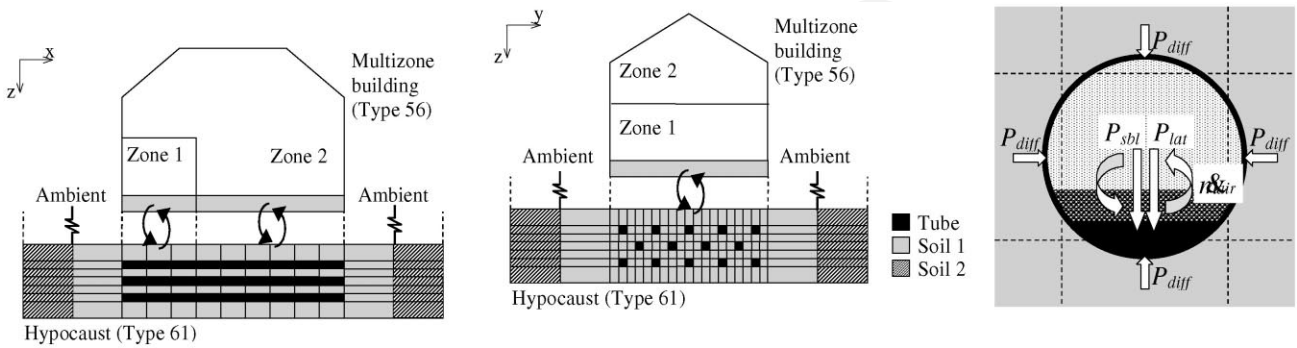 x
z
Multizone
building
(Type 56)
Zone 1
Zone 2
Ambient
Ambient
Hypocaust (Type 61)
y
z
Multizone
building
(Type 56)
Zone 2
Zone 1
Ambient
Ambient
Hypocaust (Type 61)
Tube
Soil 1
Soil 2
P_diff
P_diff
P_sbl P_lat
P_diff
P_diff